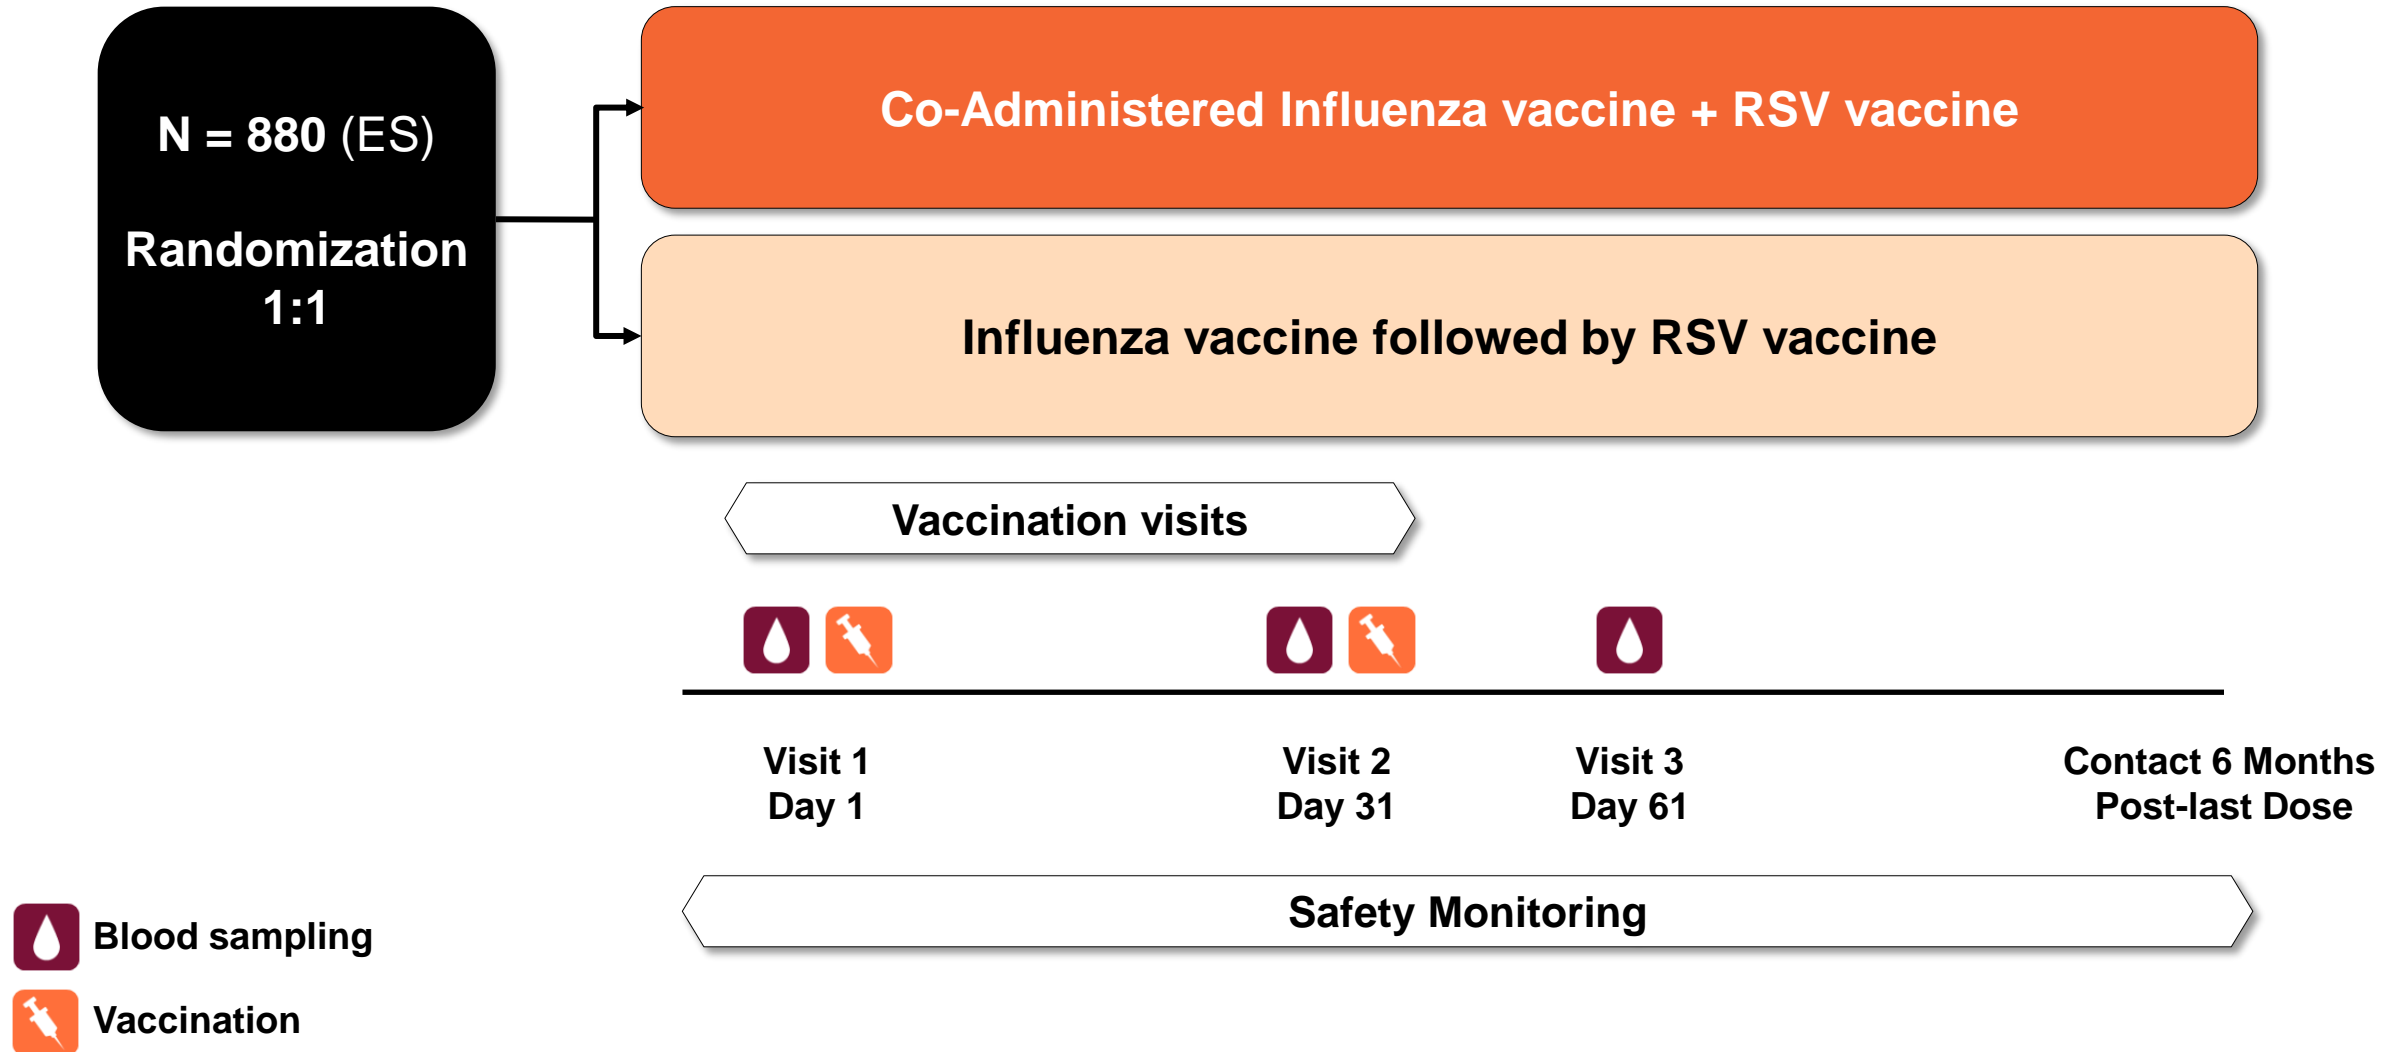 N = 880 (ES)
Randomization
1:1
Co-Administered Influenza vaccine + RSV vaccine
Influenza vaccine followed by RSV vaccine
Vaccination visits
Visit 1
Day 1
Visit 2
Day 31
Visit 3
Day 61
Contact 6 Months
Post-last Dose
Safety Monitoring
Blood sampling
Vaccination